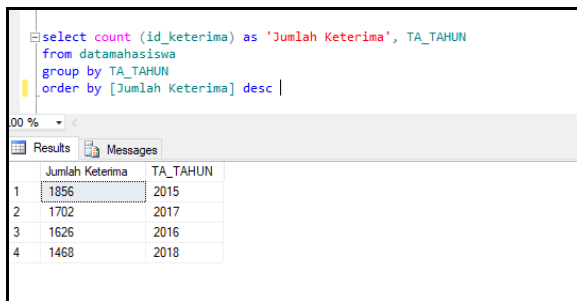 select count (id_keterima) as 'Jumlah Keterima', TA_TAHUN
from datamahasiswa
group by TA_TAHUN
order by [Jumlah Keterima] desc
00 %
Results Messages
Jumlah Keterima TA_TAHUN
1 1856 2015
2 1702 2017
3 1626 2016
4 1468 2018